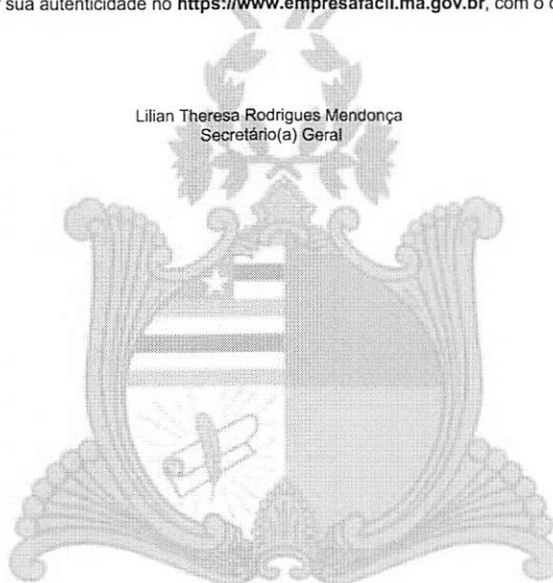 sua autenticidade no https://www.empresafacil.ma.gov.br, com o
Lilian Theresa Rodrigues Mendonça
Secretário(a) Geral